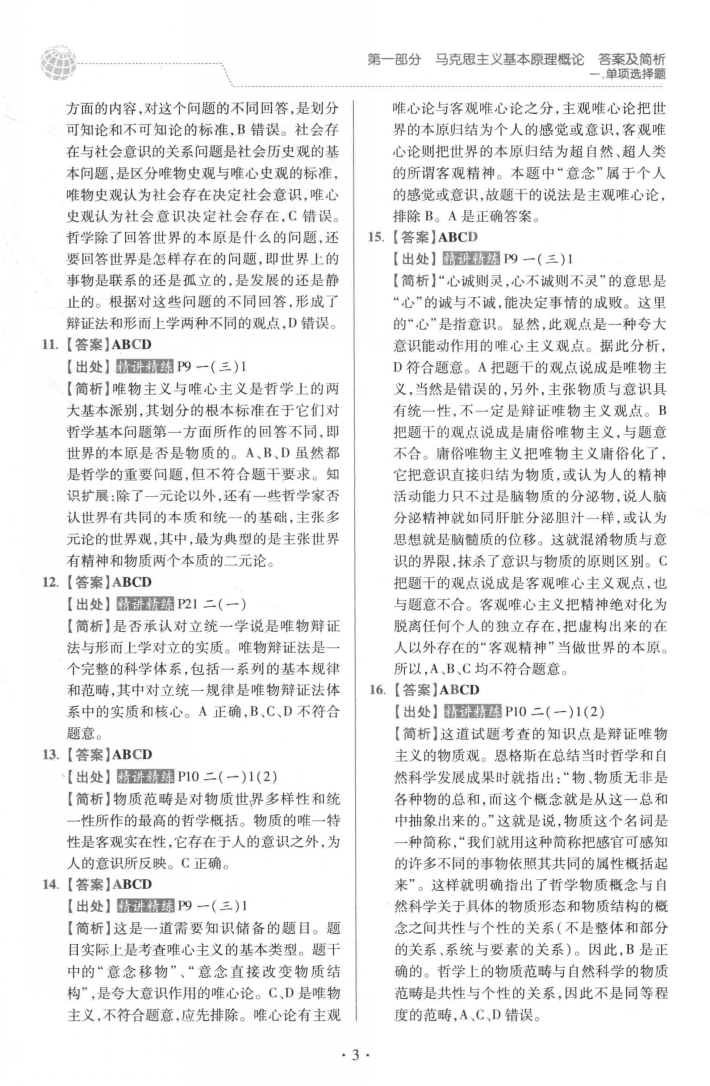 第一部分 马克思主义基本原理概论 答案及简析
一、单项选择题
方面的内容,对这个问题的不同回答,是划分
可知论和不可知论的标准,B 错误。社会存
在与社会意识的关系问题是社会历史观的基
本问题,是区分唯物史观与唯心史观的标准,
唯物史观认为社会存在决定社会意识,唯心
史观认为社会意识决定社会存在,C 错误。
哲学除了回答世界的本原是什么的问题,还
要回答世界是怎样存在的问题,即世界上的
事物是联系的还是孤立的,是发展的还是静
止的。根据对这些问题的不同回答,形成了
辩证法和形而上学两种不同的观点,D 错误。
11. 【答案】ABCD
【出处】精讲精练P9 一(三)1
【简析】唯物主义与唯心主义是哲学上的两
大基本派别,其划分的根本标准在于它们对
哲学基本问题第一方面所作的回答不同,即
世界的本原是否是物质的。A、B、D 虽然都
是哲学的重要问题,但不符合题干要求。知
识扩展:除了一元论以外,还有一些哲学家否
认世界有共同的本质和统一的基础,主张多
元论的世界观,其中,最为典型的是主张世界
有精神和物质两个本质的二元论。
12. 【答案】ABCD
【出处】精讲精练P21 二(一)
【简析】是否承认对立统一学说是唯物辩证
法与形而上学对立的实质。唯物辩证法是一
个完整的科学体系,包括一系列的基本规律
和范畴,其中对立统一规律是唯物辩证法体
系中的实质和核心。A 正确,B、C、D 不符合
题意。
13. 【答案】ABCD
【出处】精讲精练P10 二(一)1(2)
【简析】物质范畴是对物质世界多样性和统
一性所作的最高的哲学概括。物质的唯一特
性是客观实在性,它存在于人的意识之外,为
人的意识所反映。C 正确。
14. 【答案】ABCD
【出处】精讲精练P9 一(三)1
【简析】这是一道需要知识储备的题目。题
目实际上是考查唯心主义的基本类型。题干
中的“意念移物”、“意念直接改变物质结
构”,是夸大意识作用的唯心论。C、D 是唯物
主义,不符合题意,应先排除。唯心论有主观
唯心论与客观唯心论之分,主观唯心论把世
界的本原归结为个人的感觉或意识,客观唯
心论则把世界的本原归结为超自然、超人类
的所谓客观精神。本题中“意念”属于个人
的感觉或意识,故题干的说法是主观唯心论,
排除 B。A 是正确答案。
15. 【答案】ABCD
【出处】精讲精练P9 一(三)1
【简析】“心诚则灵,心不诚则不灵”的意思是
“心”的诚与不诚,能决定事情的成败。这里
的“心”是指意识。显然,此观点是一种夸大
意识能动作用的唯心主义观点。据此分析,
D 符合题意。A 把题干的观点说成是唯物主
义,当然是错误的,另外,主张物质与意识具
有统一性,不一定是辩证唯物主义观点。B
把题干的观点说成是庸俗唯物主义,与题意
不合。庸俗唯物主义把唯物主义庸俗化了,
它把意识直接归结为物质,或认为人的精神
活动能力只不过是脑物质的分泌物,说人脑
分泌精神就如同肝脏分泌胆汁一样,或认为
思想就是脑髓质的位移。这就混淆物质与意
识的界限,抹杀了意识与物质的原则区别。C
把题干的观点说成是客观唯心主义观点,也
与题意不合。客观唯心主义把精神绝对化为
脱离任何个人的独立存在,把虚构出来的在
人以外存在的“客观精神”当做世界的本原。
所以,A、B、C 均不符合题意。
16. 【答案】ABCD
【出处】精讲精练P10 二(一)1(2)
【简析】这道试题考查的知识点是辩证唯物
主义的物质观。恩格斯在总结当时哲学和自
然科学发展成果时就指出:“物、物质无非是
各种物的总和,而这个概念就是从这一总和
中抽象出来的。”这就是说,物质这个名词是
一种简称,“我们就用这种简称把感官可感知
的许多不同的事物依照其共同的属性概括起
来”。这样就明确指出了哲学物质概念与自
然科学关于具体的物质形态和物质结构的概
念之间共性与个性的关系(不是整体和部分
的关系、系统与要素的关系)。因此,B 是正
确的。哲学上的物质范畴与自然科学的物质
范畴是共性与个性的关系,因此不是同等程
度的范畴,A、C、D 错误。
· 3 ·